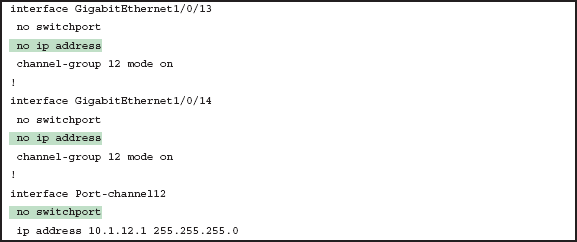 interface GigabitEthernet1/0/13
no switchport
no ip address
channel-group 12 mode on
!
interface GigabitEthernet1/0/14
no switchport
no ip address
channel-group 12 mode on
!
interface Port-channel12
no switchport
ip address 10.1.12.1 255.255.255.0